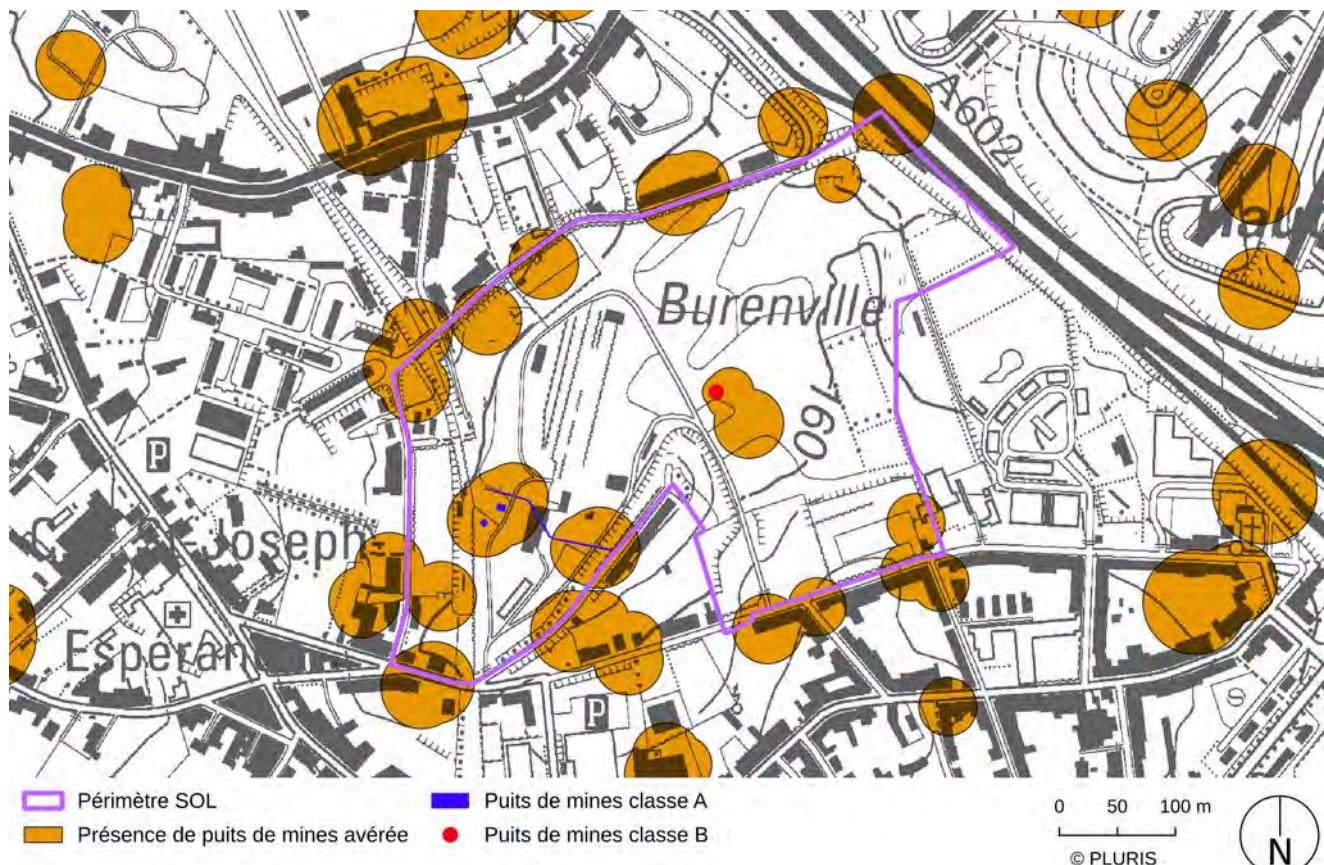 A602
Burenville
160
P
-Joseph
P
Périmètre SOL
Présence de puits de mines avérée
Puits de mines classe A
Puits de mines classe B
0 50 100 m
© PLURIS
N